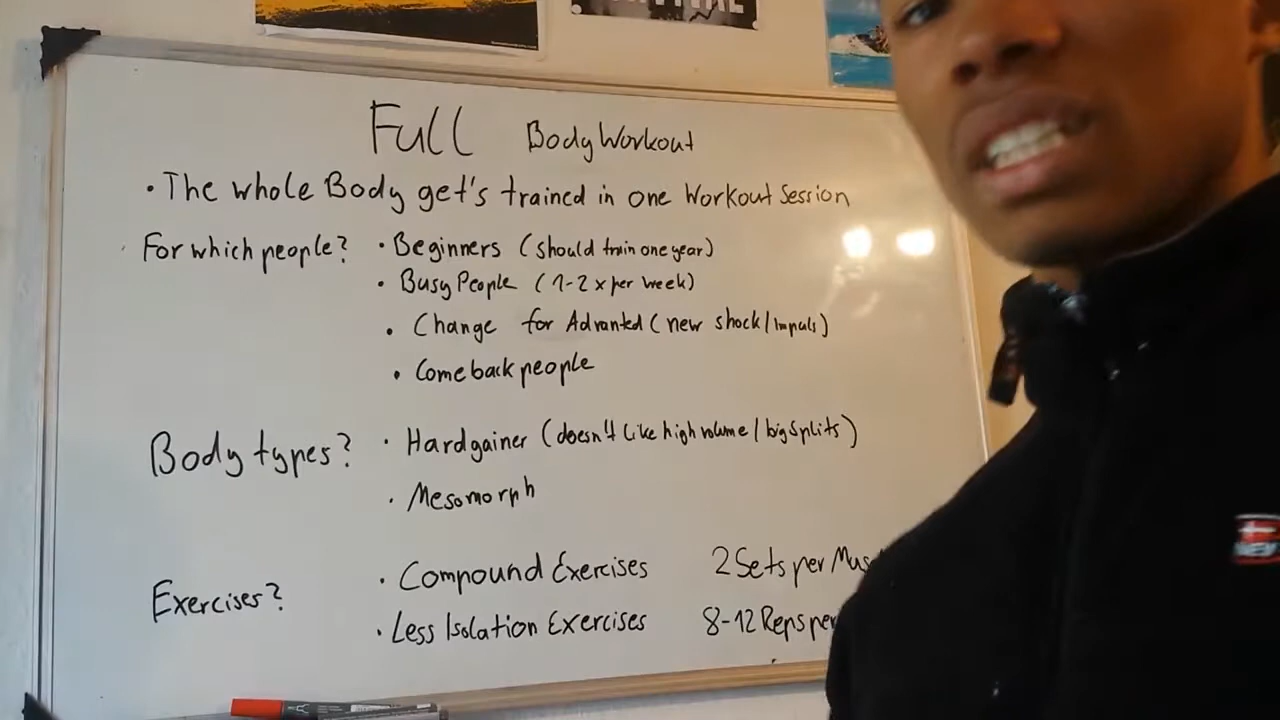 Full Body Workout
• The whole Body get's trained in one Workout Session
For which people? • Beginners (should train one year)
• Busy People (1-2 x per week)
• Change for Advanted (new shock/Impuls)
• Comeback people
Body types? • Hardgainer (doesn't like high volume/big Splits)
• Mesomorph
Exercises? • Compound Exercises 2 Sets per Mus
• Less Isolation Exercises 8-12 Reps per